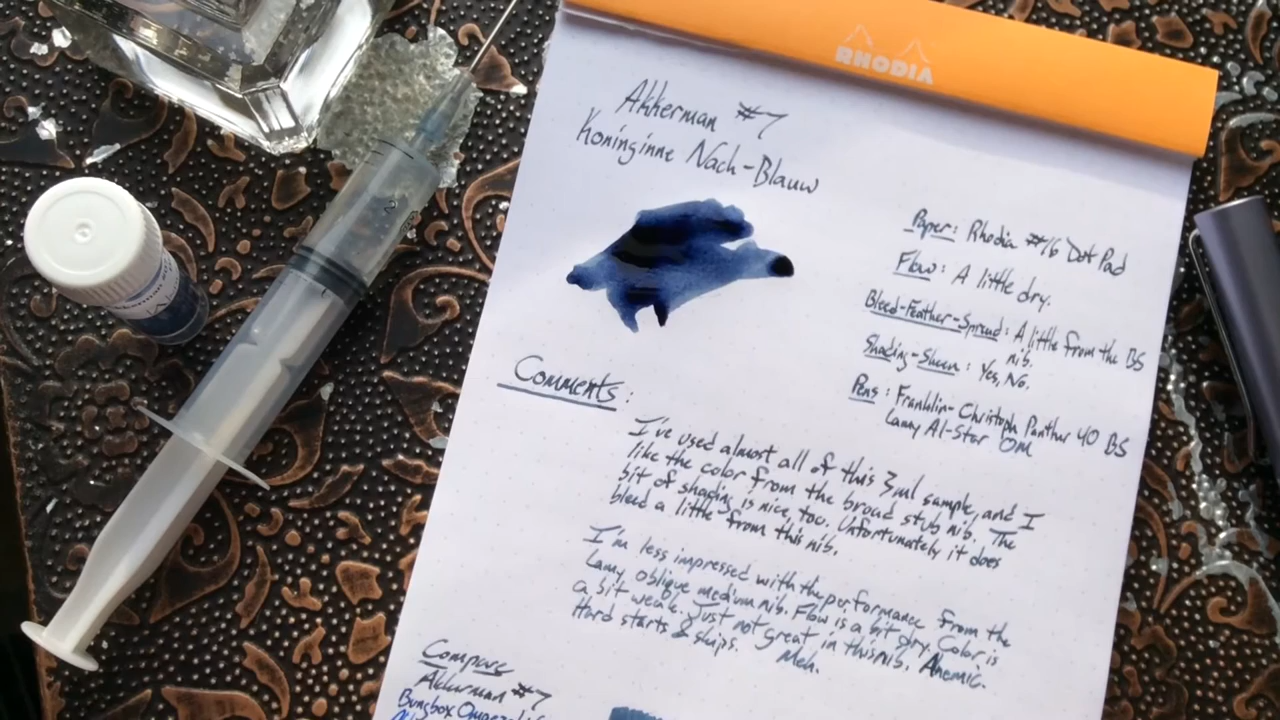 RHODIA
Akkerman #7
Koninginne Nach-Blauw
Paper: Rhodia #16 Dot Pad
Flow: A little dry.
Bleed-Feather-Spread: A little from the BS
nib.
Shading-Sheen: Yes, No.
Pens: Franklin-Christoph Panther 40 BS
Lamy Al-Star OM
Comments:
I've used almost all of this 3ml sample, and I
like the color from the broad stub nib. The
bit of shading is nice, too. Unfortunately it does
bleed a little from this nib.
I'm less impressed with the performance from the
Lamy oblique medium nib. Flow is a bit dry. Color is
a bit weak. Just not great in this nib. Anemic.
Hard starts & skips. Meh.
Compare
Akkerman #7
Bungbox
2